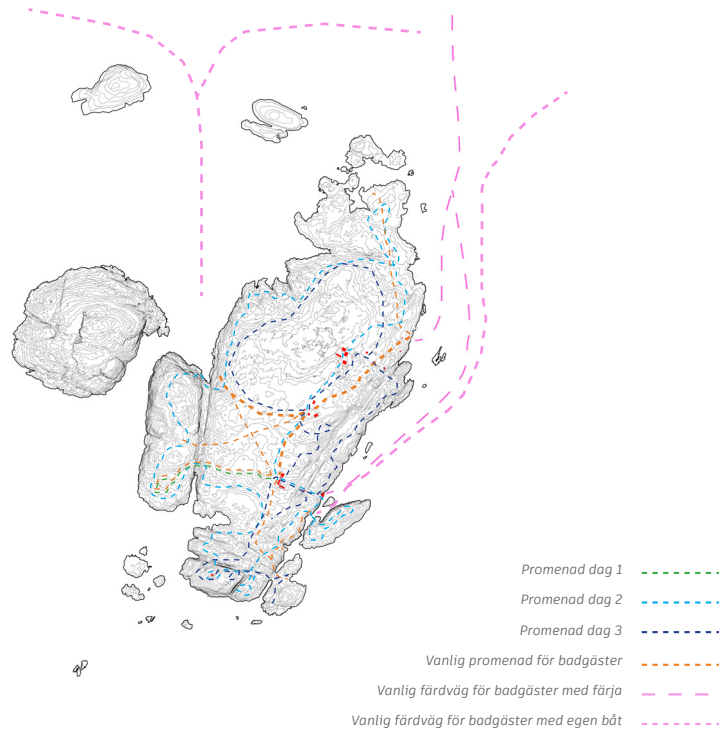 Promenad dag 1
Promenad dag 2
Promenad dag 3
Vanlig promenad för badgäster
Vanlig färdväg för badgäster med färja
Vanlig färdväg för badgäster med egen båt